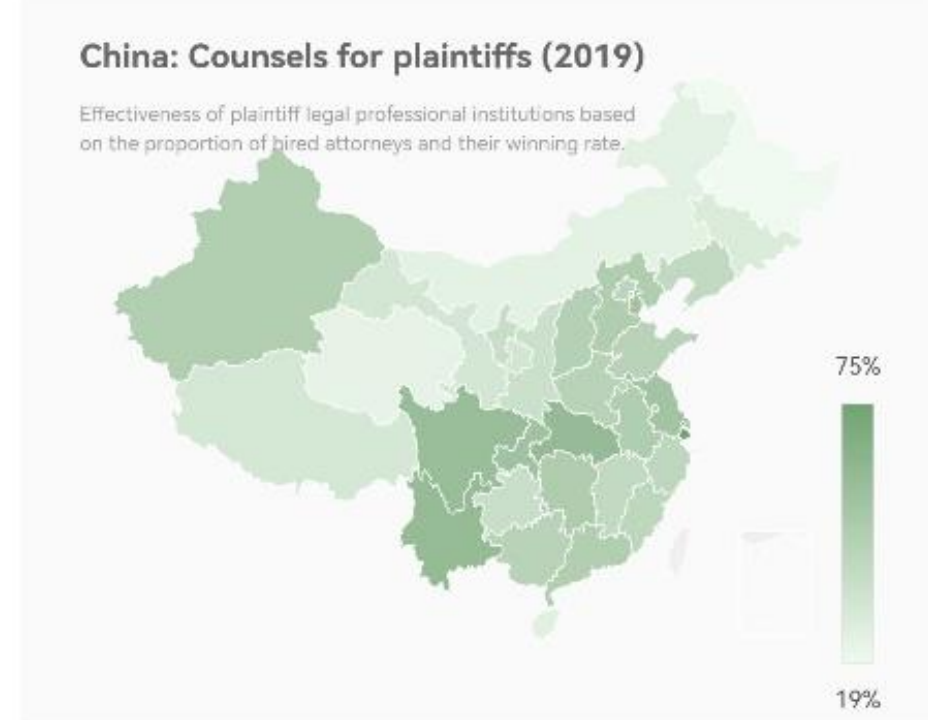 China: Counsels for plaintiffs (2019)
Effectiveness of plaintiff legal professional institutions based
on the proportion of hired attorneys and their winning rate.
75%
19%